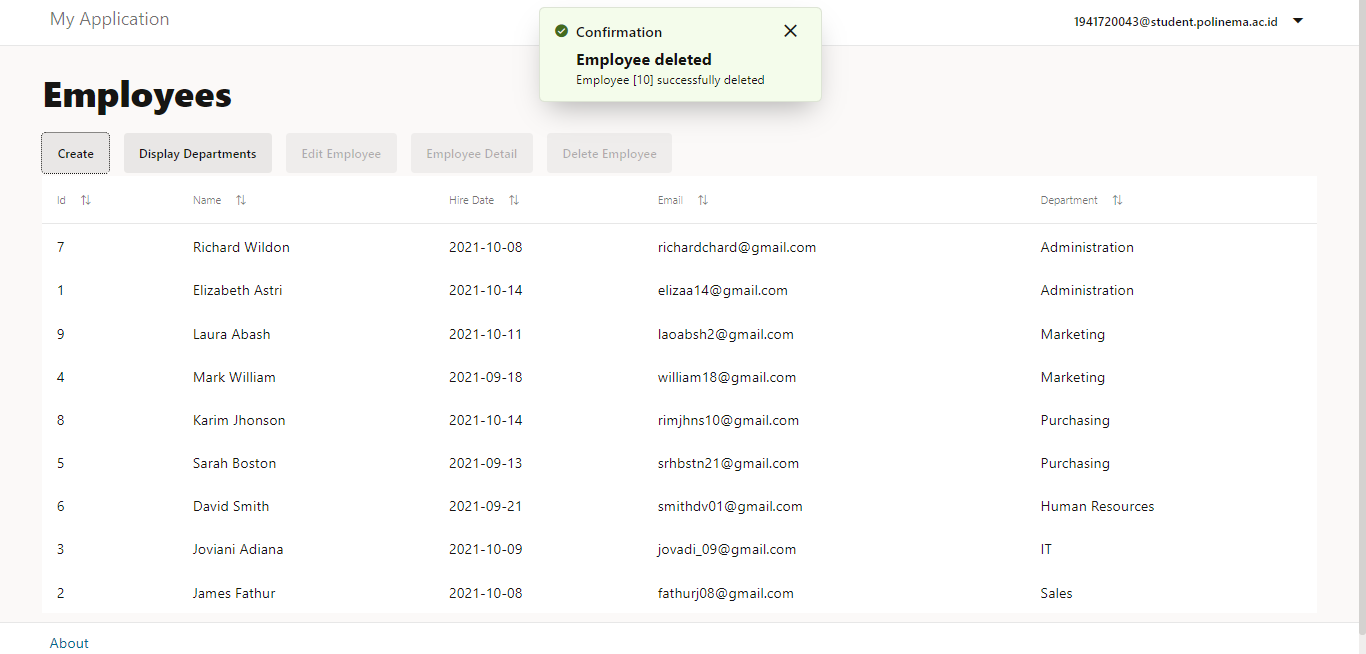 My Application
1941720043@student.polinema.ac.id
Confirmation
Employee deleted
Employee [10] successfully deleted
Employees
Create Display Departments Edit Employee Employee Detail Delete Employee
Id Name Hire Date Email Department
7 Richard Wildon 2021-10-08 richardchard@gmail.com Administration
1 Elizabeth Astri 2021-10-14 elizaa14@gmail.com Administration
9 Laura Abash 2021-10-11 laoabsh2@gmail.com Marketing
4 Mark William 2021-09-18 william18@gmail.com Marketing
8 Karim Jhonson 2021-10-14 rimjhns10@gmail.com Purchasing
5 Sarah Boston 2021-09-13 srhbstn21@gmail.com Purchasing
6 David Smith 2021-09-21 smithdv01@gmail.com Human Resources
3 Joviani Adiana 2021-10-09 jovadi_09@gmail.com IT
2 James Fathur 2021-10-08 fathurj08@gmail.com Sales
About